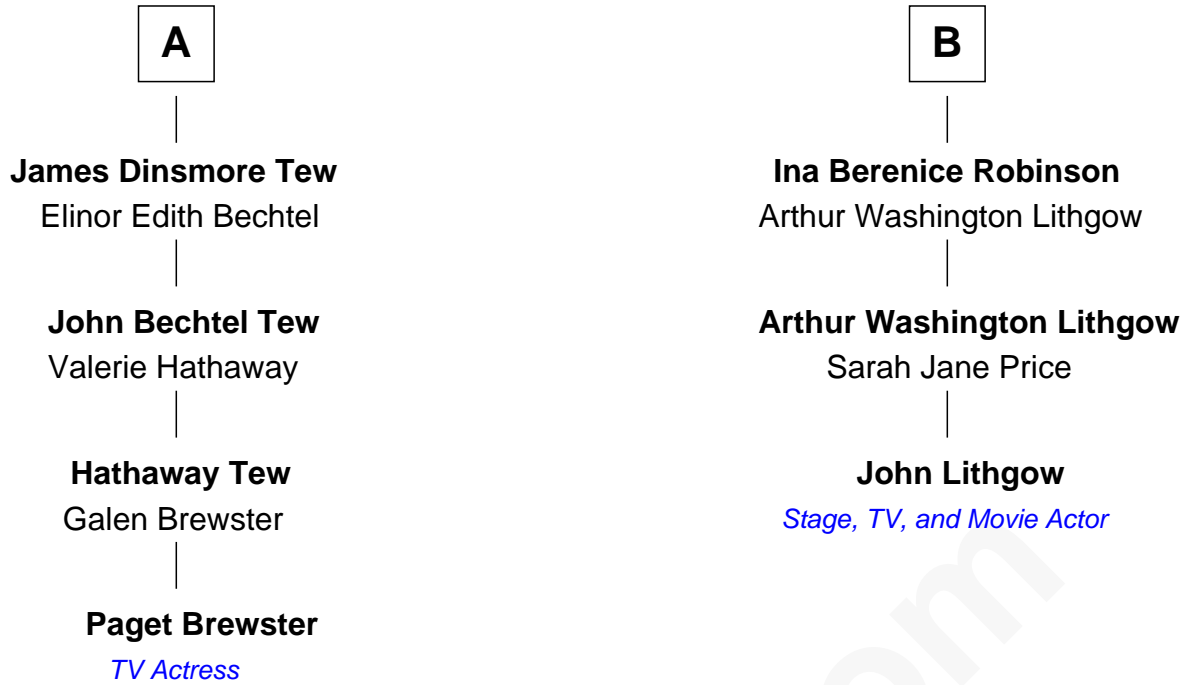 A
James Dinsmore Tew
Elinor Edith Bechtel
John Bechtel Tew
Valerie Hathaway
Hathaway Tew
Galen Brewster
Paget Brewster
TV Actress
B
Ina Berenice Robinson
Arthur Washington Lithgow
Arthur Washington Lithgow
Sarah Jane Price
John Lithgow
Stage, TV, and Movie Actor
om